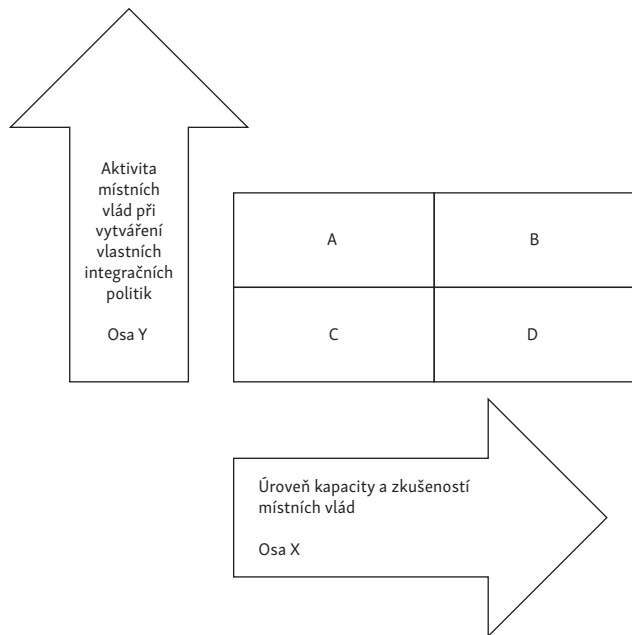 Aktivita
místních
vlád při
vytváření
vlastních
integračních
politik
Osa Y
A
B
C
D
Úroveň kapacity a zkušeností
místních vlád
Osa X